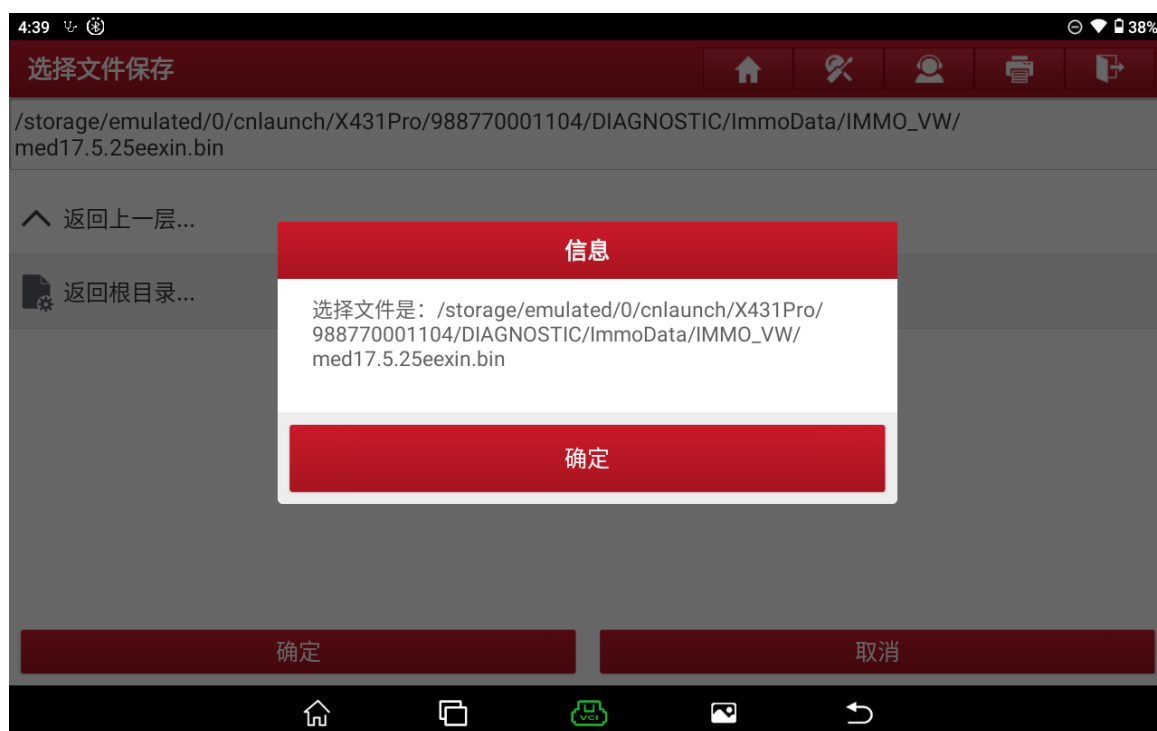 4:39
38%
选择文件保存
/storage/emulated/0/cnlaunch/X431Pro/988770001104/DIAGNOSTIC/ImmoData/IMMO_VW/
med17.5.25eexin.bin
返回上一层...
返回根目录...
信息
选择文件是：/storage/emulated/0/cnlaunch/X431Pro/
988770001104/DIAGNOSTIC/ImmoData/IMMO_VW/
med17.5.25eexin.bin
确定
确定
取消
VCI